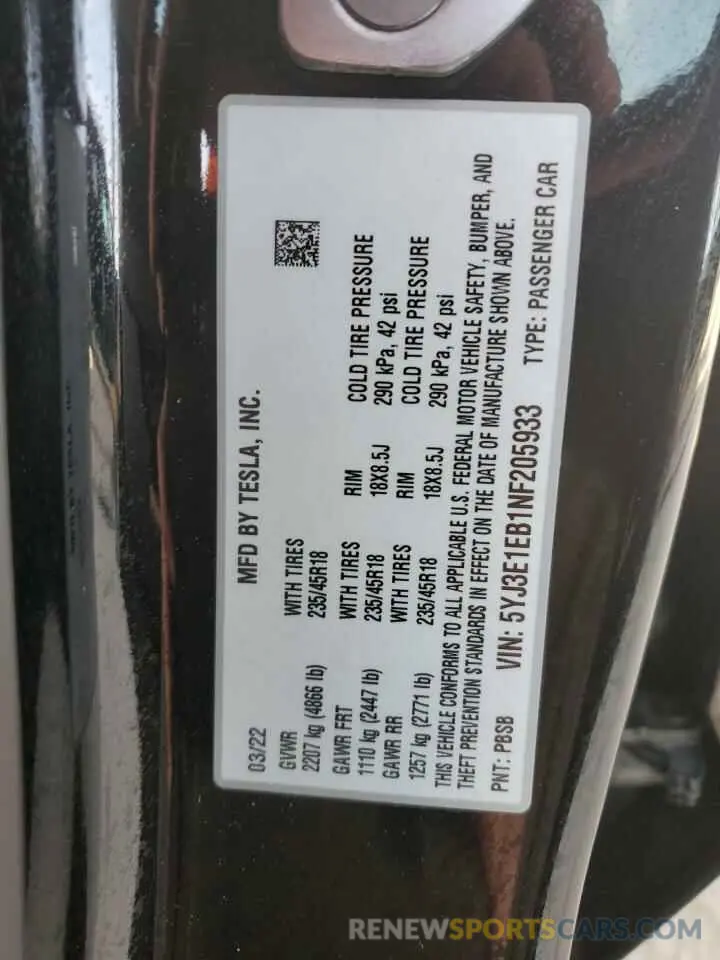 03/22 MFD BY TESLA, INC.
GVWR WITH TIRES
2207 kg (4866 lb) 235/45R18
GAWR FRT WITH TIRES RIM COLD TIRE PRESSURE
1110 kg (2447 lb) 235/45R18 18X8.5J 290 kPa, 42 psi
GAWR RR WITH TIRES RIM COLD TIRE PRESSURE
1257 kg (2771 lb) 235/45R18 18X8.5J 290 kPa, 42 psi
THIS VEHICLE CONFORMS TO ALL APPLICABLE U.S. FEDERAL MOTOR VEHICLE SAFETY, BUMPER, AND
THEFT PREVENTION STANDARDS IN EFFECT ON THE DATE OF MANUFACTURE SHOWN ABOVE.
PNT: PBSB VIN: 5YJ3E1EB1NF205933 TYPE: PASSENGER CAR
RENEWSPORTSCARS.COM